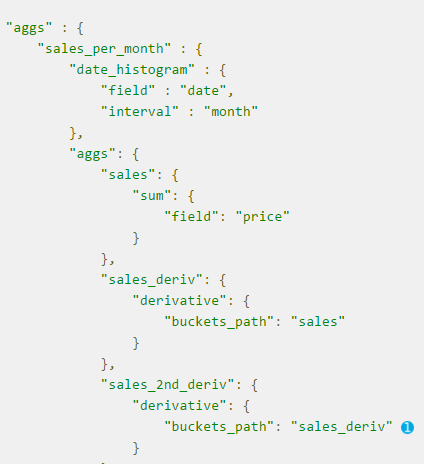 "aggs" : {
"sales_per_month" : {
"date_histogram" : {
"field" : "date",
"interval" : "month"
},
"aggs": {
"sales": {
"sum": {
"field": "price"
}
},
"sales_deriv": {
"derivative": {
"buckets_path": "sales"
}
},
"sales_2nd_deriv": {
"derivative": {
"buckets_path": "sales_deriv" 1
}